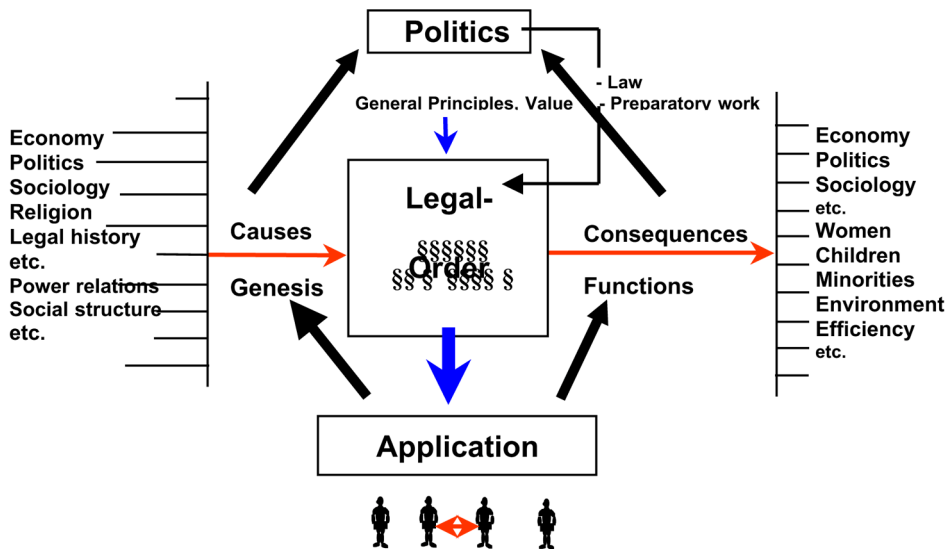 Politics
- Law
- Preparatory work
General Principles, Value
Economy
Politics
Sociology
Religion
Legal history
etc.
Power relations
Social structure
etc.
Causes
Genesis
Legal-
§§§§§§
Order
§§ § §§§§ §
Consequences
Functions
Economy
Politics
Sociology
etc.
Women
Children
Minorities
Environment
Efficiency
etc.
Application